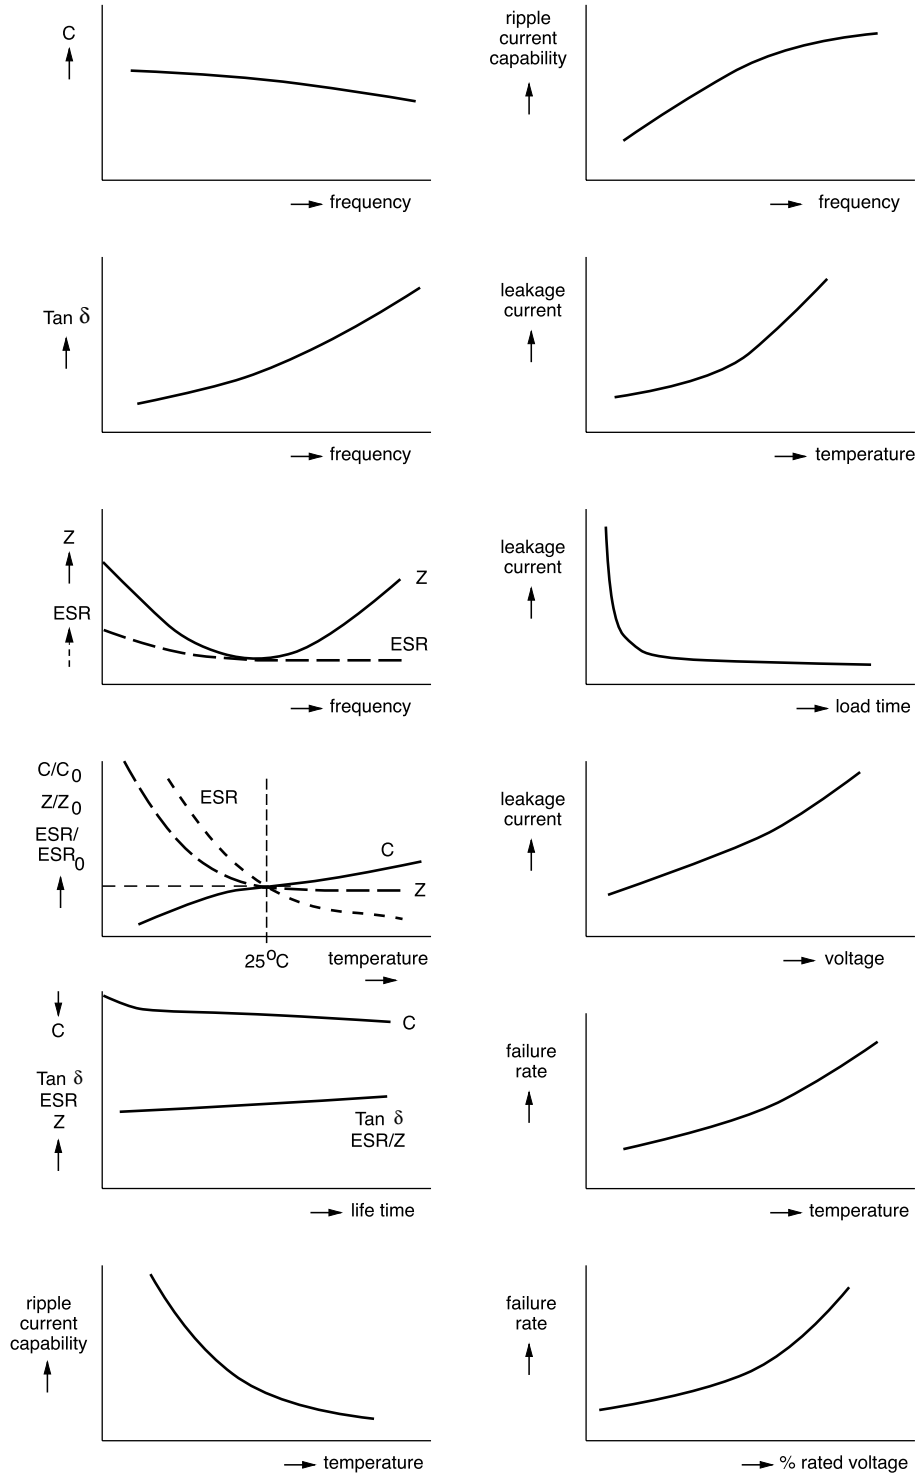 C
frequency
ripple
current
capability
frequency
Tan δ
frequency
leakage
current
temperature
Z
ESR
Z
ESR
frequency
leakage
current
load time
C/C0
Z/Z0
ESR/
ESR0
ESR
C
Z
25°C
temperature
leakage
current
voltage
C
Tan δ
ESR
Z
C
Tan δ
ESR/Z
life time
failure
rate
temperature
ripple
current
capability
temperature
failure
rate
% rated voltage